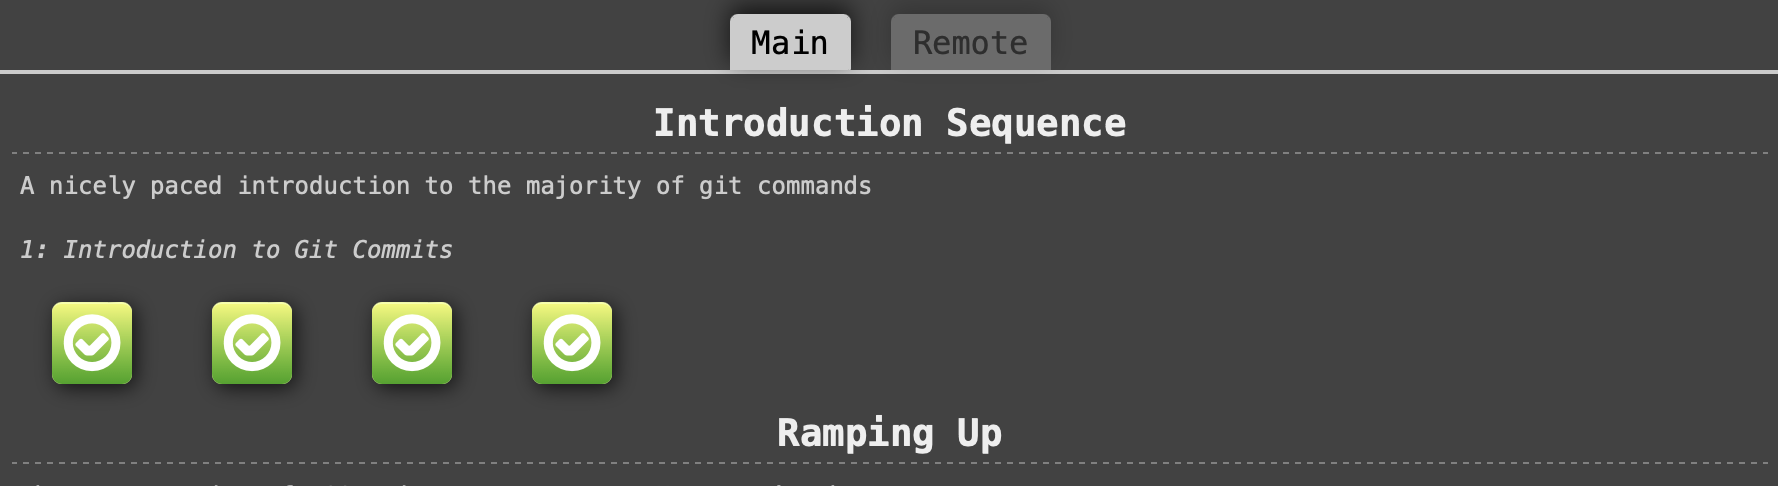 Main Remote
Introduction Sequence
A nicely paced introduction to the majority of git commands
1: Introduction to Git Commits
Ramping Up